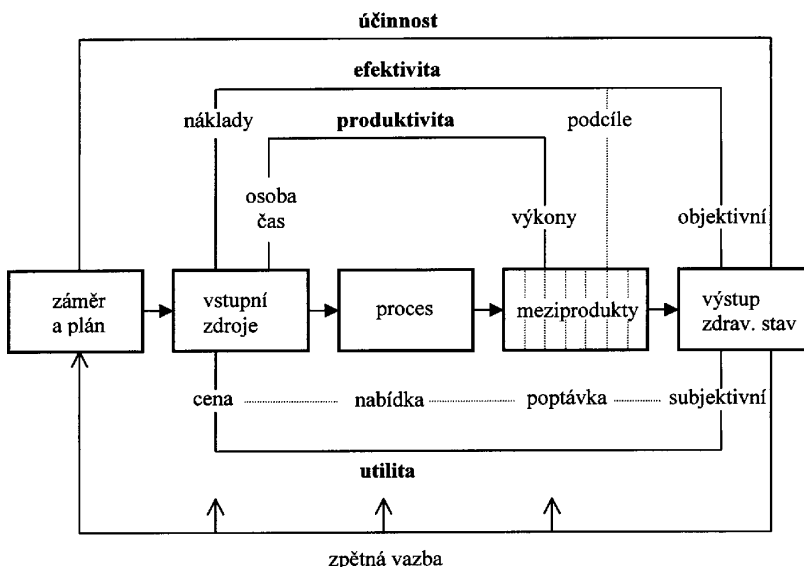 účinnost
efektivita
náklady
produktivita
podcíle
osoba
čas
výkony
objektivní
záměr
a plán
vstupní
zdroje
proces
meziprodukty
výstup
zdrav. stav
cena
nabídka
poptávka
subjektivní
utilita
zpětná vazba